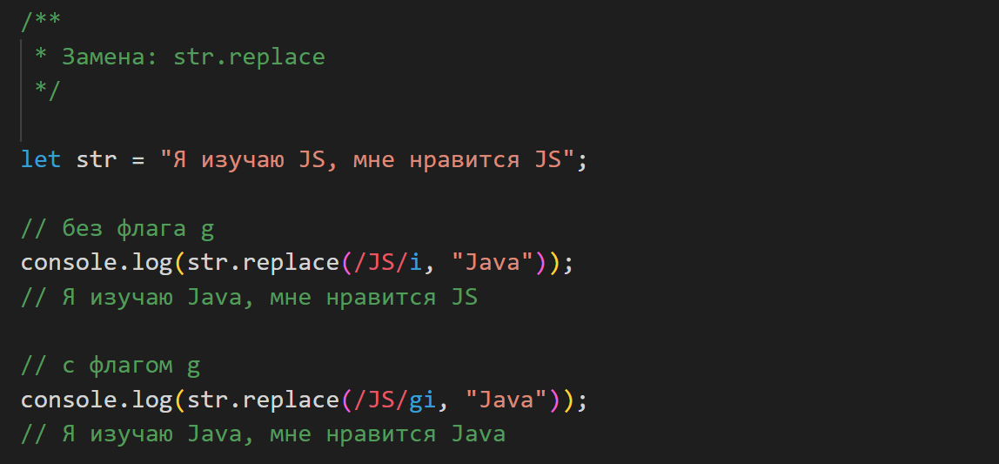 /**
 * Замена: str.replace
 */
let str = "Я изучаю JS, мне нравится JS";
// без флага g
console.log(str.replace(/JS/i, "Java"));
// Я изучаю Java, мне нравится JS
// с флагом g
console.log(str.replace(/JS/gi, "Java"));
// Я изучаю Java, мне нравится Java